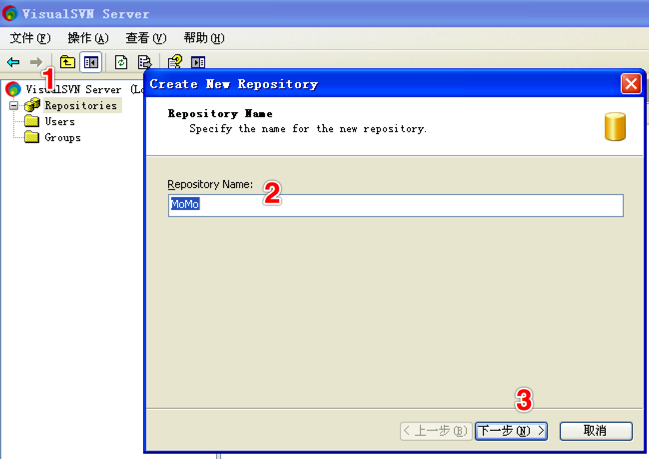 VisualSVN Server
文件(F) 操作(A) 查看(V) 帮助(H)
1
VisualSVN Server (Lo
Repositories
Users
Groups
Create New Repository
Repository Name
Specify the name for the new repository.
Repository Name:
2
MoMo
3
< 上一步(B) 下一步(N) > 取消